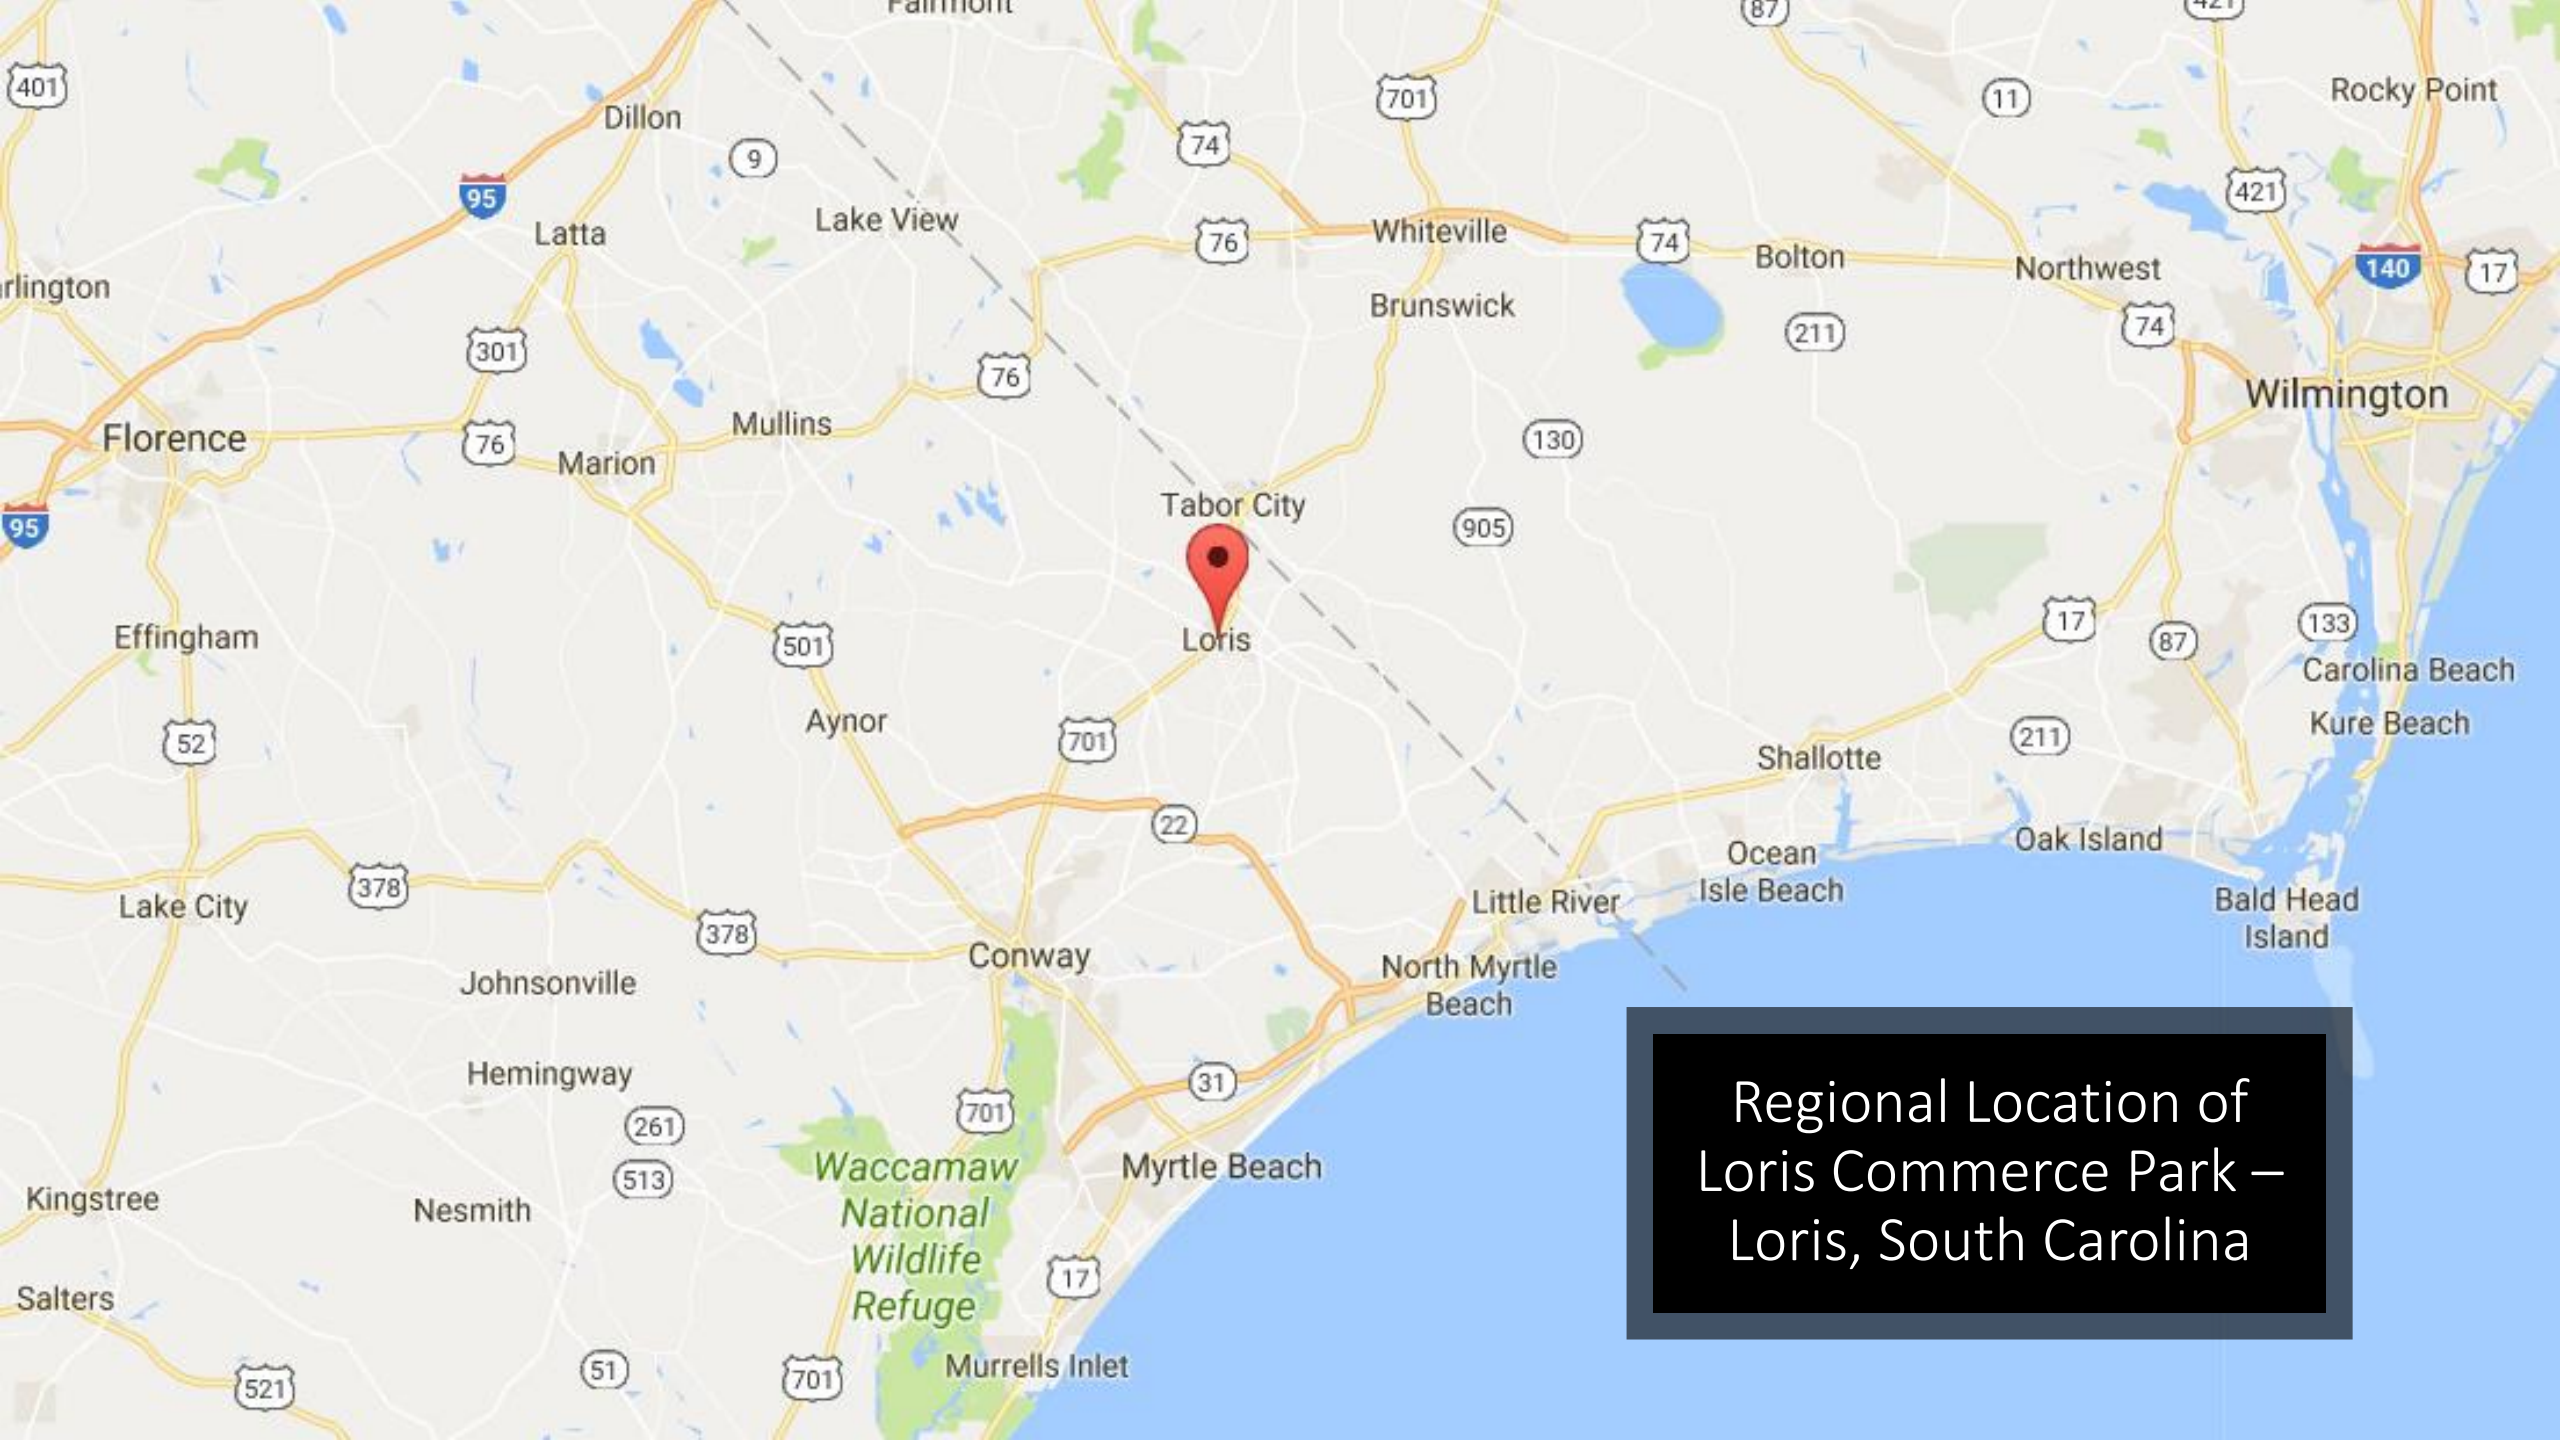 Fairmont
87
421
401
Rocky Point
701
11
Dillon
74
9
95
421
Lake View
Whiteville
Latta
76
74
Bolton
Northwest
140
17
rlington
Brunswick
74
211
301
76
Wilmington
Mullins
Florence
76
130
Marion
Tabor City
95
905
Effingham
Loris
501
17
133
87
Carolina Beach
Aynor
Kure Beach
52
701
211
Shallotte
22
Oak Island
Ocean
Isle Beach
378
Lake City
Little River
Bald Head
Island
378
Conway
North Myrtle
Beach
Johnsonville
Hemingway
31
701
261
Regional Location of
Loris Commerce Park –
Loris, South Carolina
Waccamaw
National
Wildlife
Refuge
Myrtle Beach
513
Kingstree
Nesmith
17
Salters
Murrells Inlet
51
701
521